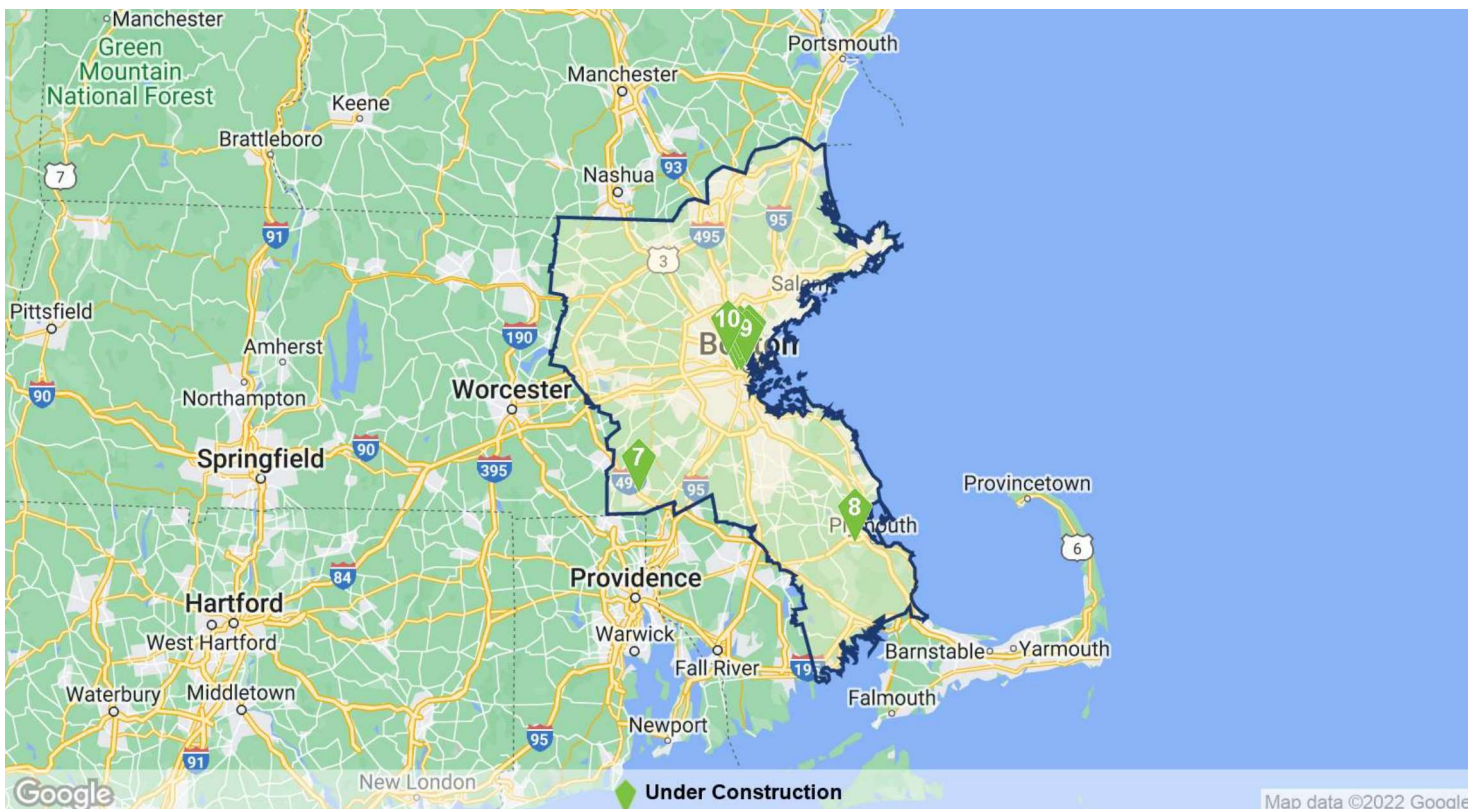 Manchester
Green
Mountain
National Forest
Portsmouth
Manchester
Keene
Brattleboro
93
7
Nashua
95
91
495
3
Salem
Pittsfield
10
9
190
Amherst
Worcester
90
Northampton
7
90
Springfield
395
49
95
Provincetown
8
Plymouth
6
84
Providence
Hartford
West Hartford
Warwick
Barnstable
Yarmouth
Fall River
19
Waterbury
Middletown
Falmouth
Newport
95
91
New London
Google
Under Construction
Map data ©2022 Google